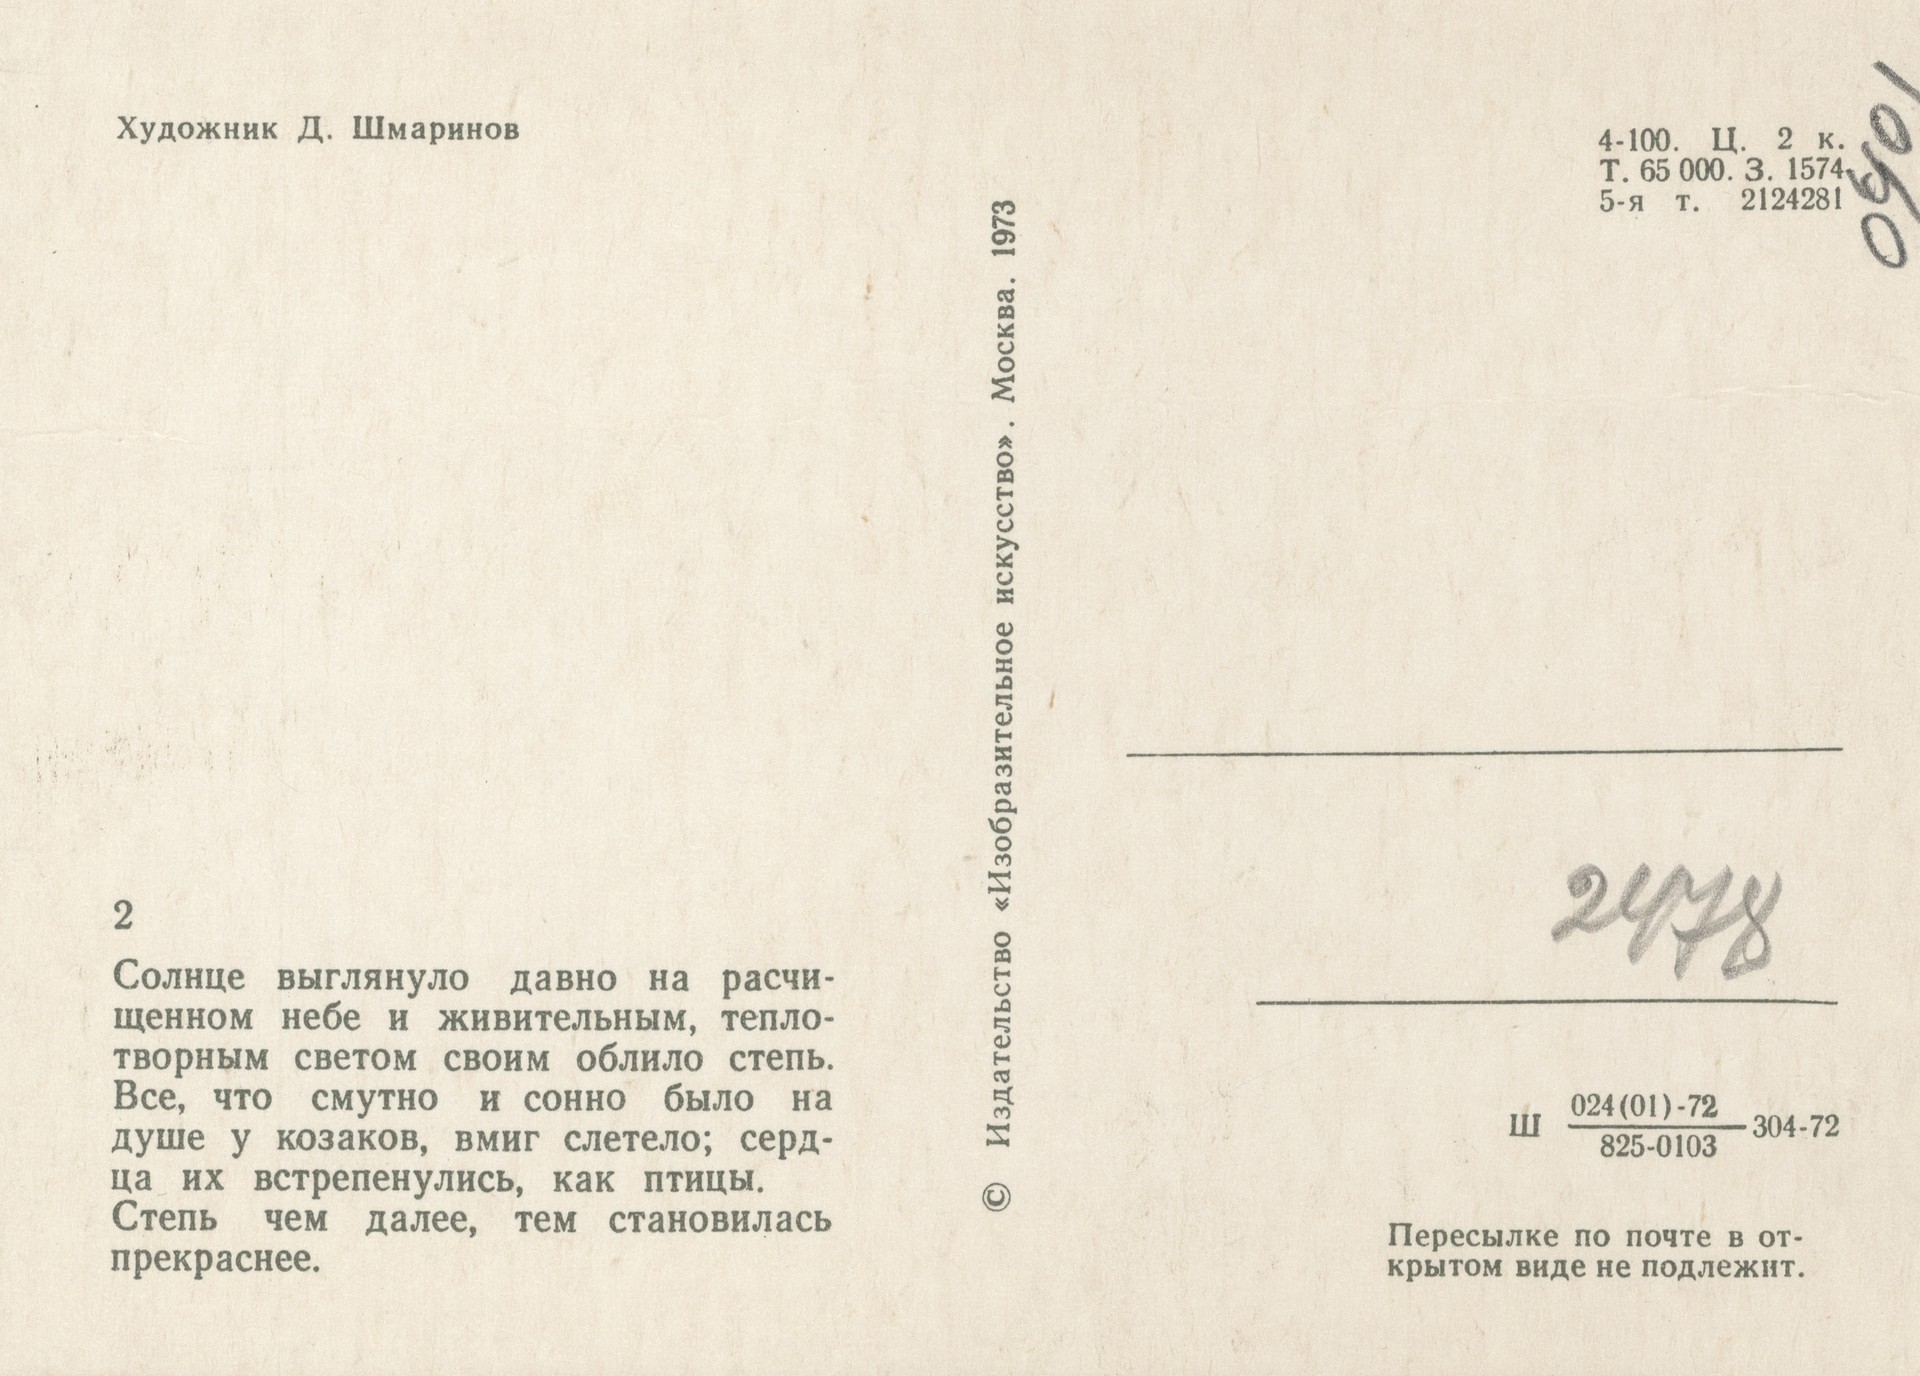 Художник Д. Шмаринов
2
Солнце выглянуло давно на расчи-
щенном небе и живительным, тепло-
творным светом своим облило степь.
Все, что смутно и сонно было на
душе у козаков, вмиг слетело; серд-
ца их встрепенулись, как птицы.
Степь чем далее, тем становилась
прекраснее.
© Издательство «Изобразительное искусство». Москва. 1973
4-100. Ц. 2 к.
Т. 65 000. З. 1574
5-я т. 2124281
2478
Ш 024(01)-72 304-72
825-0103
Пересылке по почте в от-
крытом виде не подлежит.